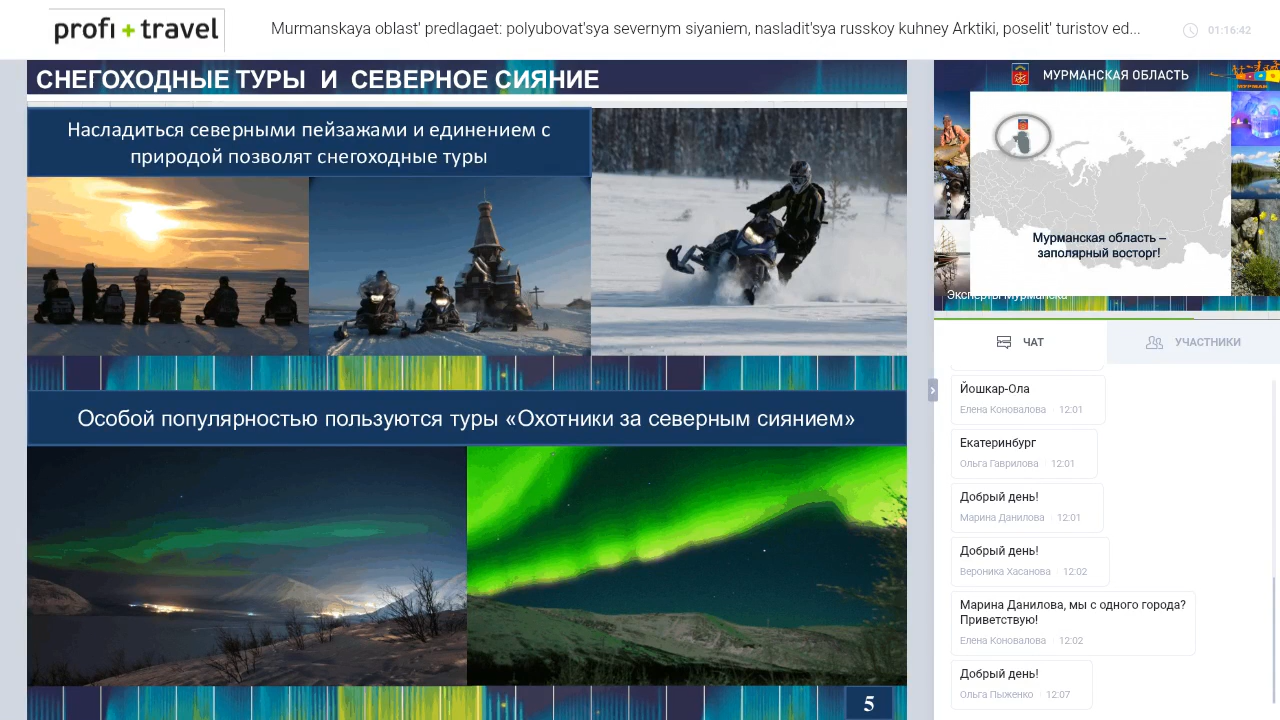 profi + travel
Murmanskaya oblast' predlagaet: polyubovat'sya severnym siyaniem, nasladit'sya russkoy kuhney Arktiki, poselit' turistov ed...
01:16:42
СНЕГОХОДНЫЕ ТУРЫ И СЕВЕРНОЕ СИЯНИЕ
Насладиться северными пейзажами и единением с
природой позволят снегоходные туры
Особой популярностью пользуются туры «Охотники за северным сиянием»
5
МУРМАНСКАЯ ОБЛАСТЬ
Мурманская область –
заполярный восторг!
Эксперты Мурманска
ЧАТ
УЧАСТНИКИ
Йошкар-Ола
Елена Коновалова 12:01
Екатеринбург
Ольга Гаврилова 12:01
Добрый день!
Марина Данилова 12:01
Добрый день!
Вероника Хасанова 12:02
Марина Данилова, мы с одного города?
Приветствую!
Елена Коновалова 12:02
Добрый день!
Ольга Пыженко 12:07